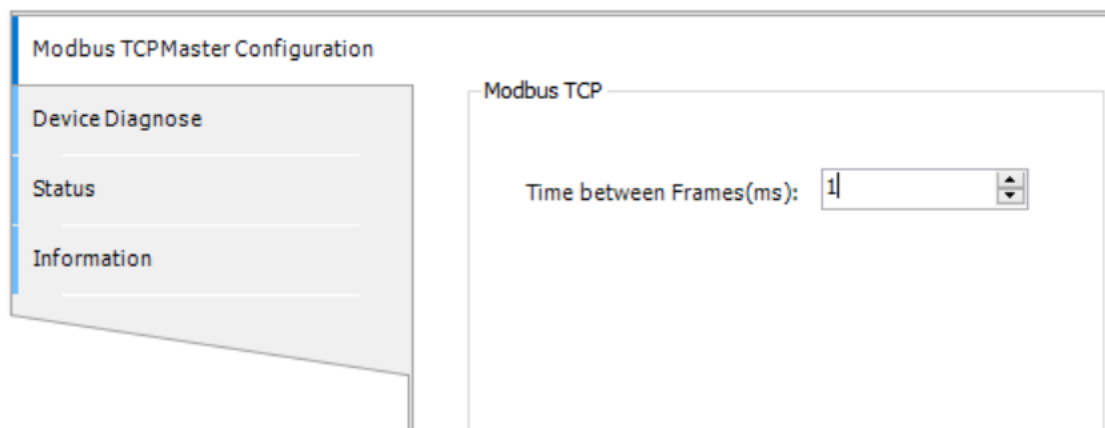 Modbus TCPMaster Configuration
Device Diagnose
Status
Information
Modbus TCP
Time between Frames(ms): 1